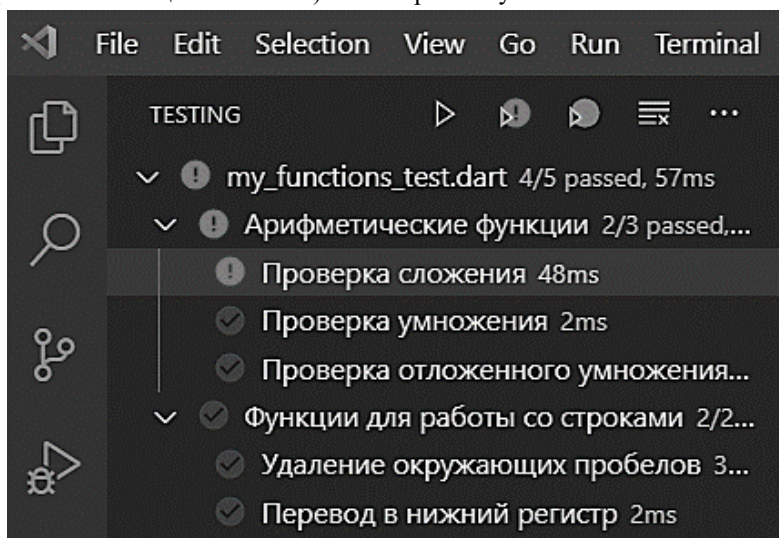 File Edit Selection View Go Run Terminal
TESTING
my_functions_test.dart 4/5 passed, 57ms
Арифметические функции 2/3 passed,...
Проверка сложения 48ms
Проверка умножения 2ms
Проверка отложенного умножения...
Функции для работы со строками 2/2...
Удаление окружающих пробелов 3...
Перевод в нижний регистр 2ms